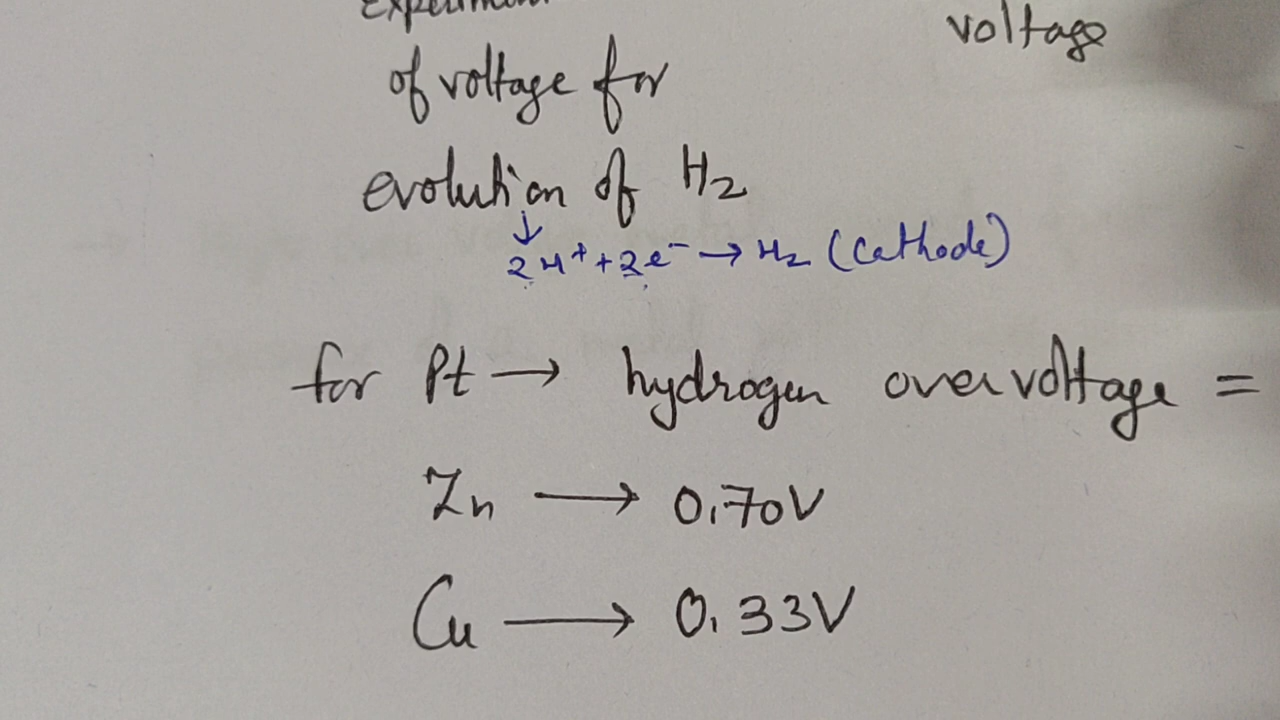 voltage
of voltage for
evolution of H2
↓
2H+ + 2e- → H2 (Cathode)
for Pt → hydrogen overvoltage =
Zn → 0.70V
Cu → 0.33V